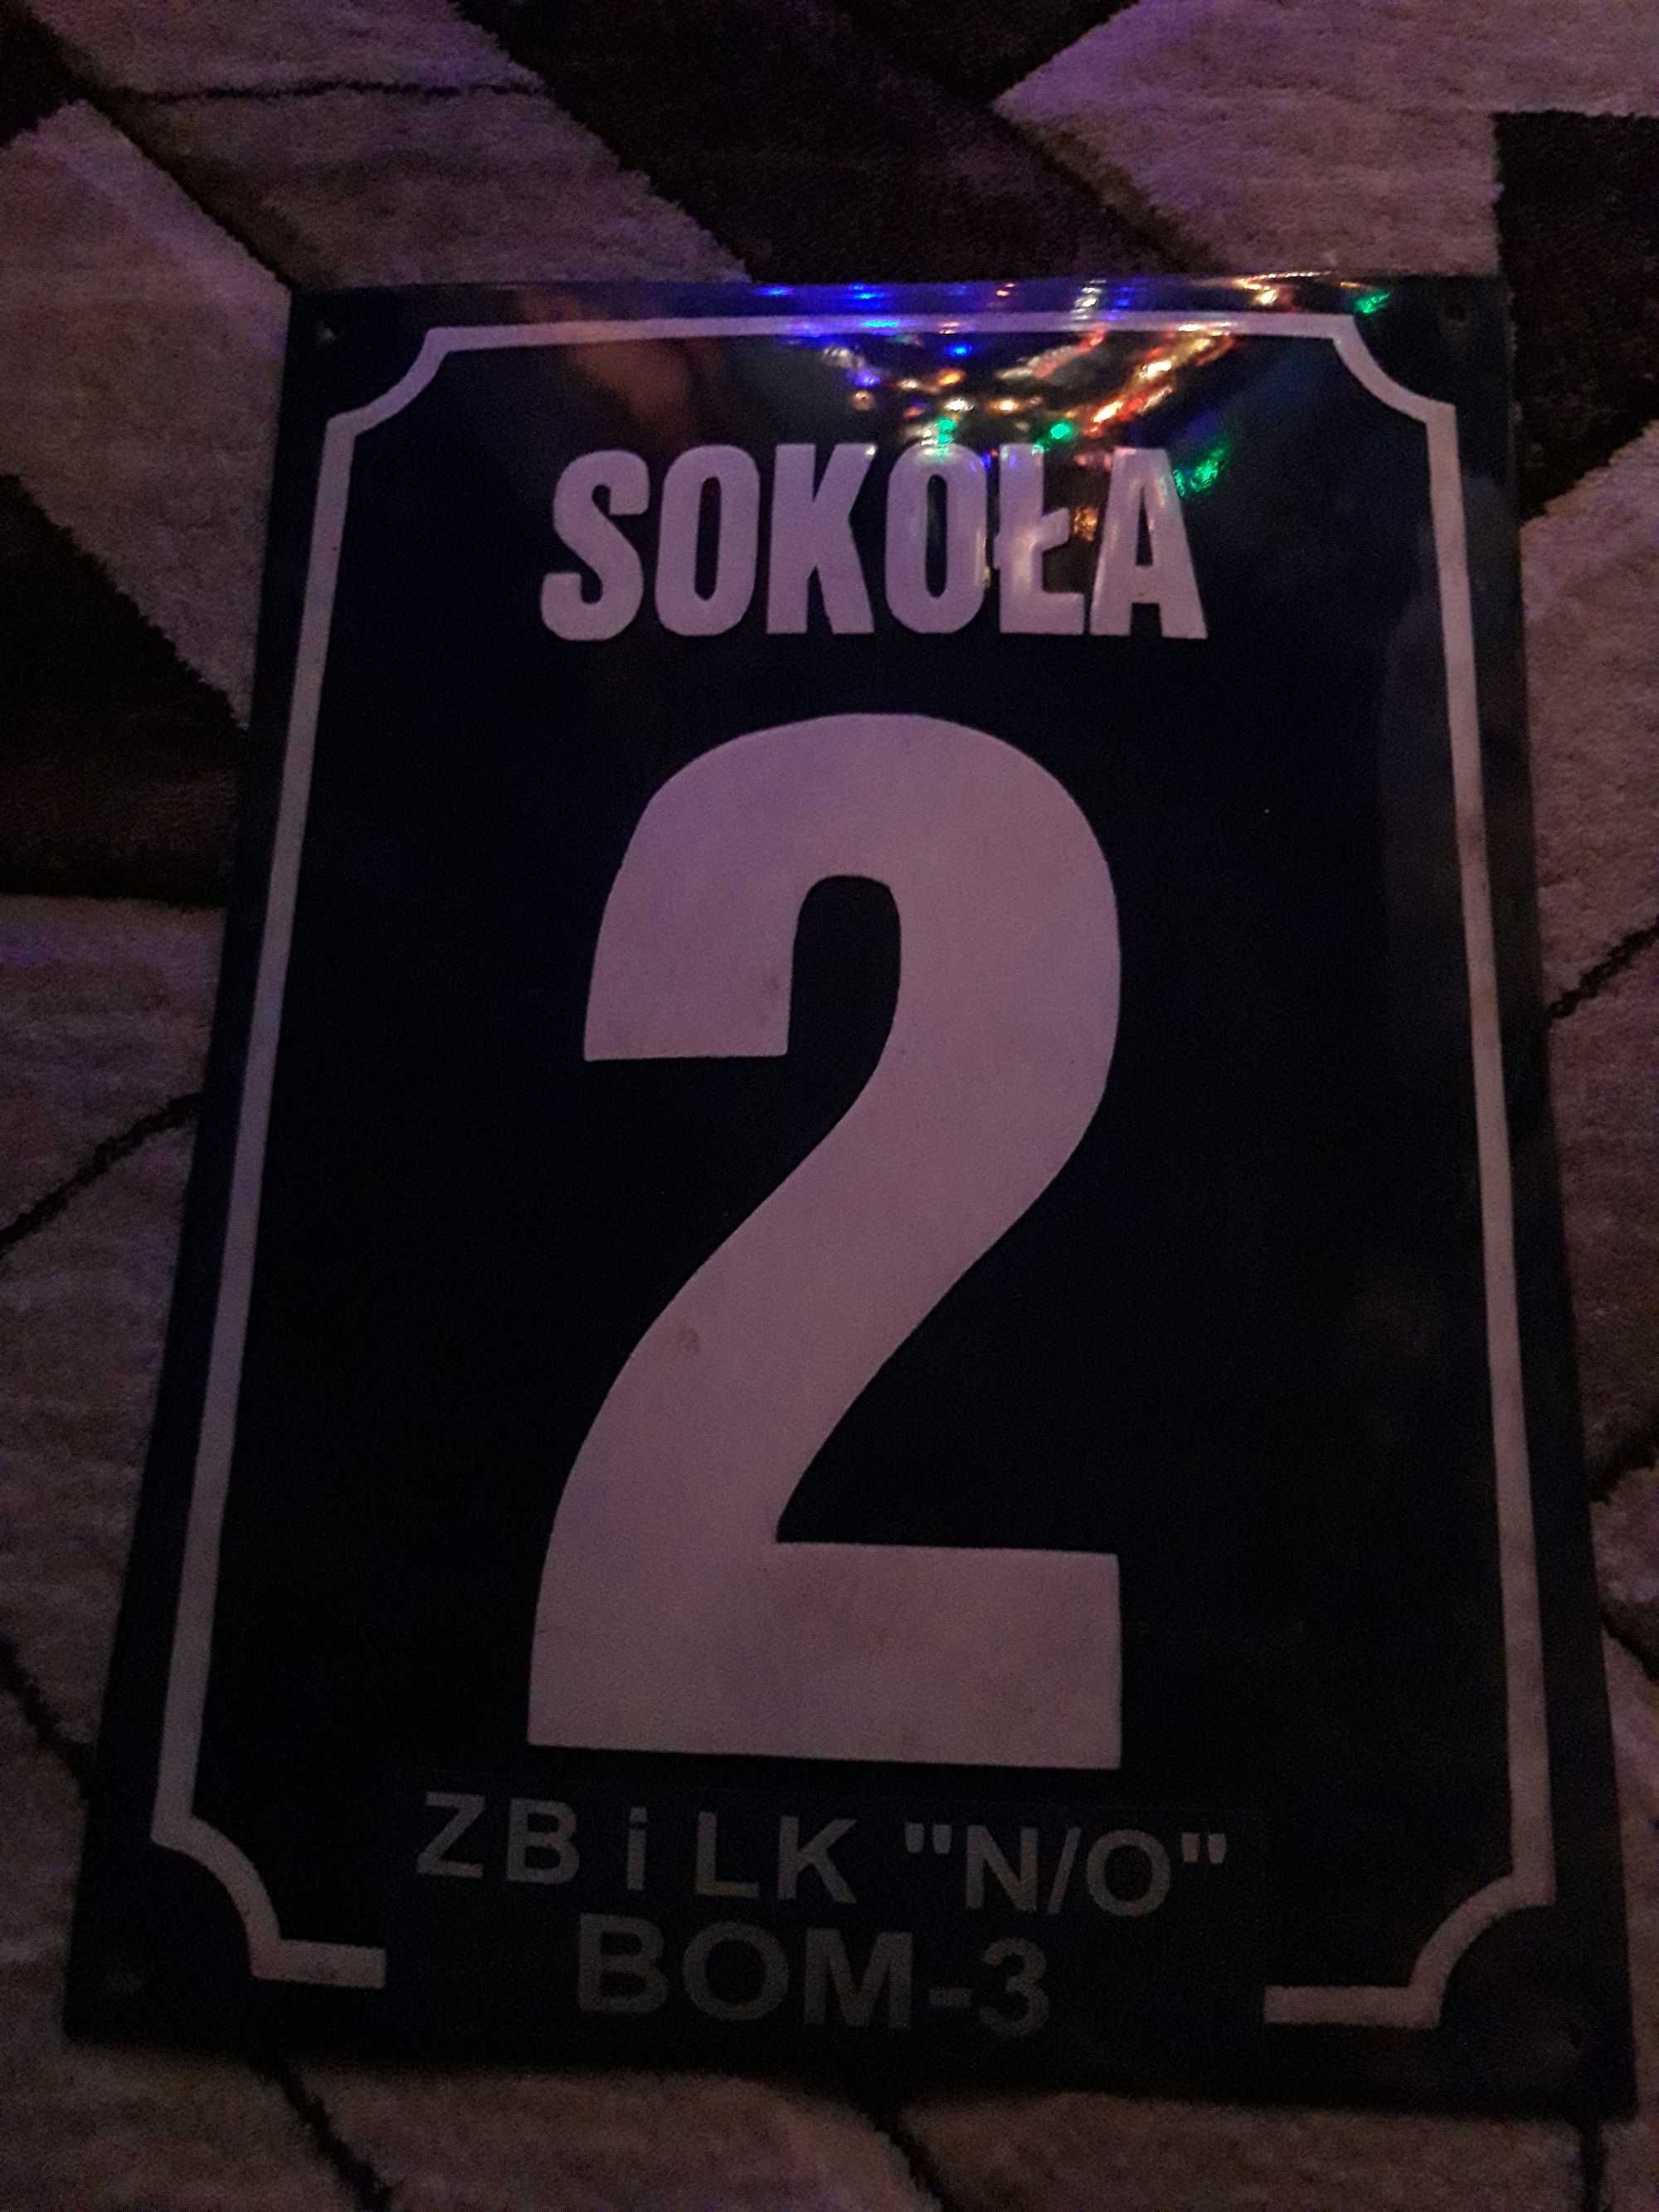 SOKOŁA
2
ZB i LK "N/O"
BOM-3